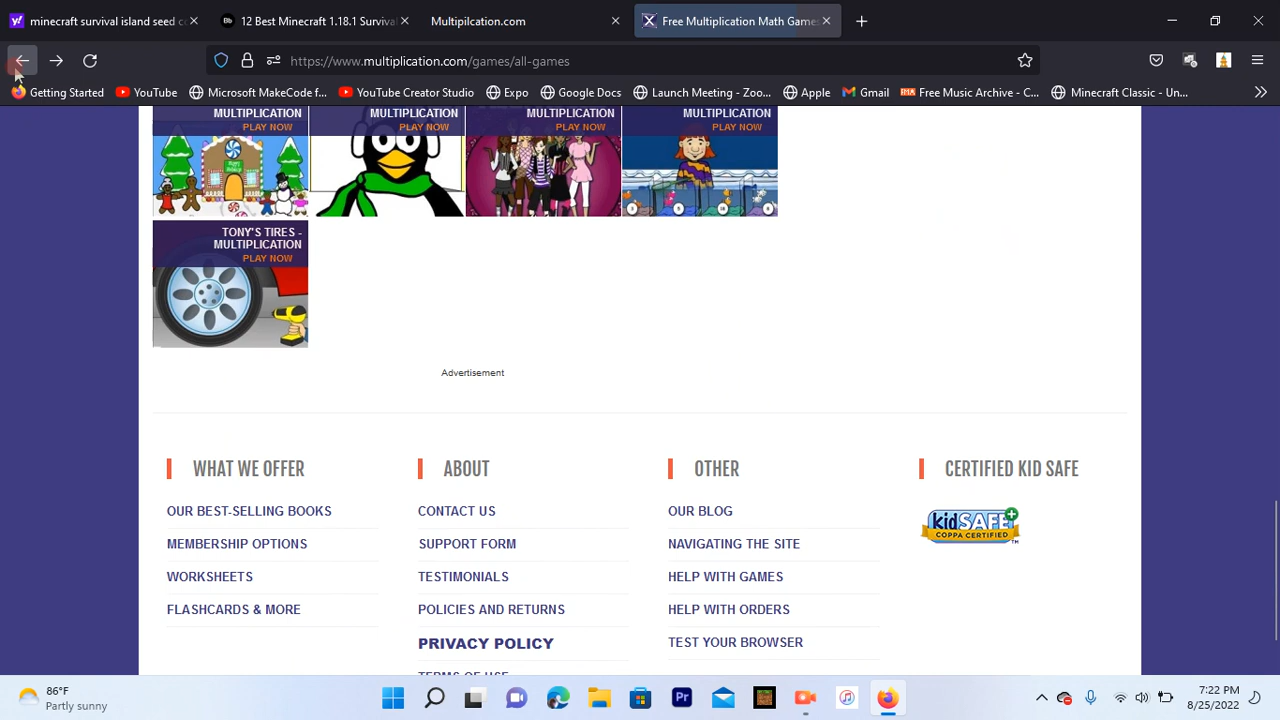 minecraft survival island seed c
12 Best Minecraft 1.18.1 Surviva
Multipilcation.com
Free Multiplication Math Games
https://www.multiplication.com/games/all-games
Getting Started
YouTube
Microsoft MakeCode f...
YouTube Creator Studio
Expo
Google Docs
Launch Meeting - Zoo...
Apple
Gmail
Free Music Archive - C...
Minecraft Classic - Un...
MULTIPLICATION
PLAY NOW
MULTIPLICATION
PLAY NOW
MULTIPLICATION
PLAY NOW
MULTIPLICATION
PLAY NOW
TONY'S TIRES -
MULTIPLICATION
PLAY NOW
Advertisement
WHAT WE OFFER
OUR BEST-SELLING BOOKS
MEMBERSHIP OPTIONS
WORKSHEETS
FLASHCARDS & MORE
ABOUT
CONTACT US
SUPPORT FORM
TESTIMONIALS
POLICIES AND RETURNS
PRIVACY POLICY
TERMS OF USE
OTHER
OUR BLOG
NAVIGATING THE SITE
HELP WITH GAMES
HELP WITH ORDERS
TEST YOUR BROWSER
CERTIFIED KID SAFE
kidSAFE
COPPA CERTIFIED
86°F
Partly sunny
Pr
7:22 PM
8/25/2022